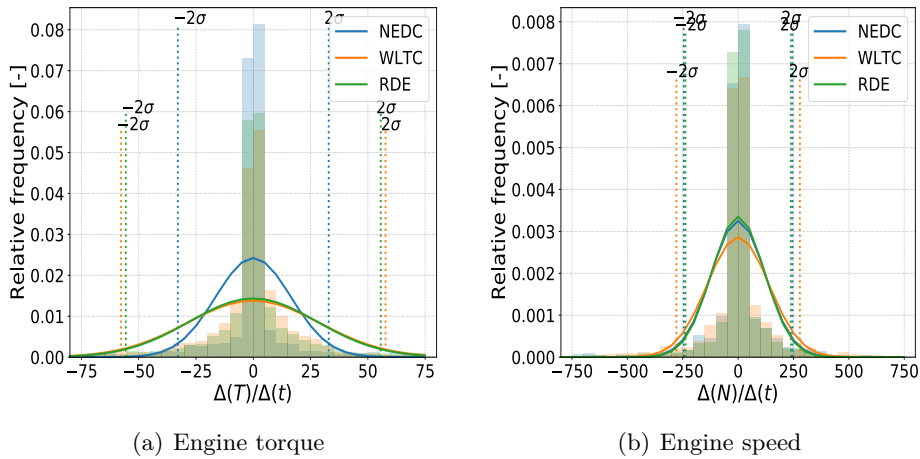 Relative frequency [-]
0.08
0.07
0.06
0.05
0.04
0.03
0.02
0.01
0.00
−2σ
2σ
−2σ
−2σ
2σ
2σ
NEDC
WLTC
RDE
−75 −50 −25 0 25 50 75
Δ(T)/Δ(t)
(a) Engine torque
Relative frequency [-]
0.008
0.007
0.006
0.005
0.004
0.003
0.002
0.001
0.000
−2σ
−2σ
2σ
2σ
−2σ
2σ
NEDC
WLTC
RDE
−750 −500 −250 0 250 500 750
Δ(N)/Δ(t)
(b) Engine speed